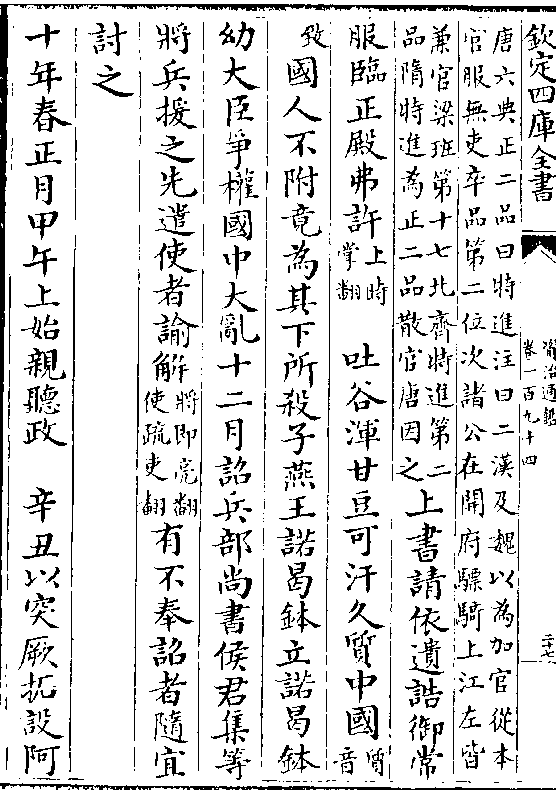 欽定四庫全書
資治通鑑
卷一百九十四
三十七
唐六典正二品曰特進注曰二漢及魏以為加官從本
官服無吏卒品第二位次諸公在開府驃騎上江左皆
兼官梁班第十七北齊特進第二
品隋特進為正二品散官唐因之
上書請依遺誥御常
服臨正殿弗許上時掌翻　吐谷渾甘豆可汗久質中國質音
致國人不附竟為其下所殺子燕王諾曷鉢立諾曷鉢
幼大臣爭權國中大亂十二月詔兵部尚書侯君集等
將兵援之先遣使者諭解將即亮翻使疏吏翻有不奉詔者隨宜
討之
十年春正月甲午上始親聽政　辛丑以突厥拓設阿